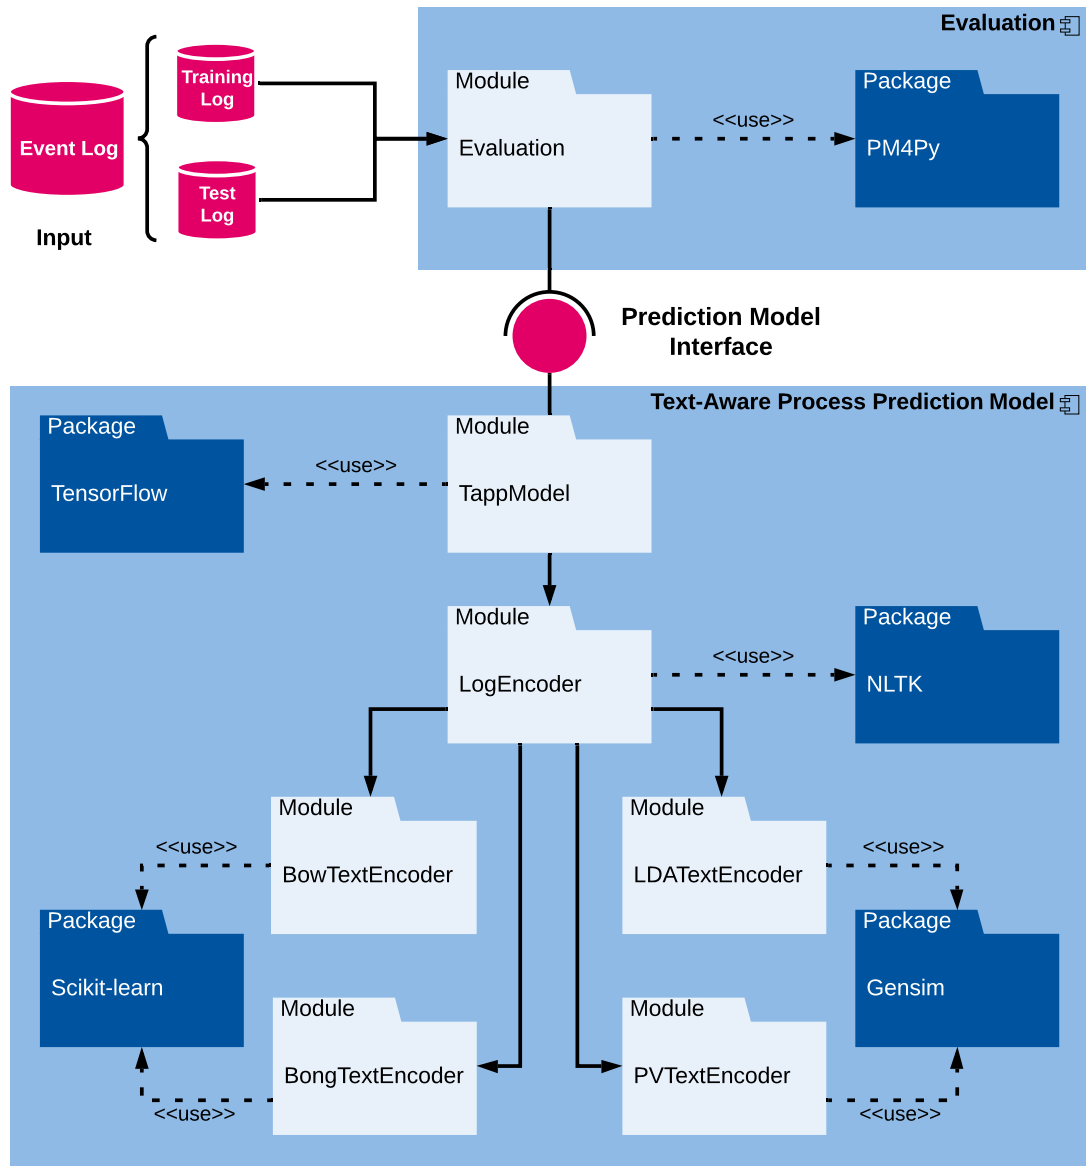 Evaluation
Training
Log
Event Log
Test
Log
Input
Module
Evaluation
<<use>>
Package
PM4Py
Prediction Model
Interface
Text-Aware Process Prediction Model
Package
TensorFlow
<<use>>
Module
TappModel
Module
LogEncoder
<<use>>
Package
NLTK
Module
BowTextEncoder
<<use>>
Module
LDATextEncoder
<<use>>
Package
Scikit-learn
Package
Gensim
Module
BongTextEncoder
<<use>>
Module
PVTextEncoder
<<use>>